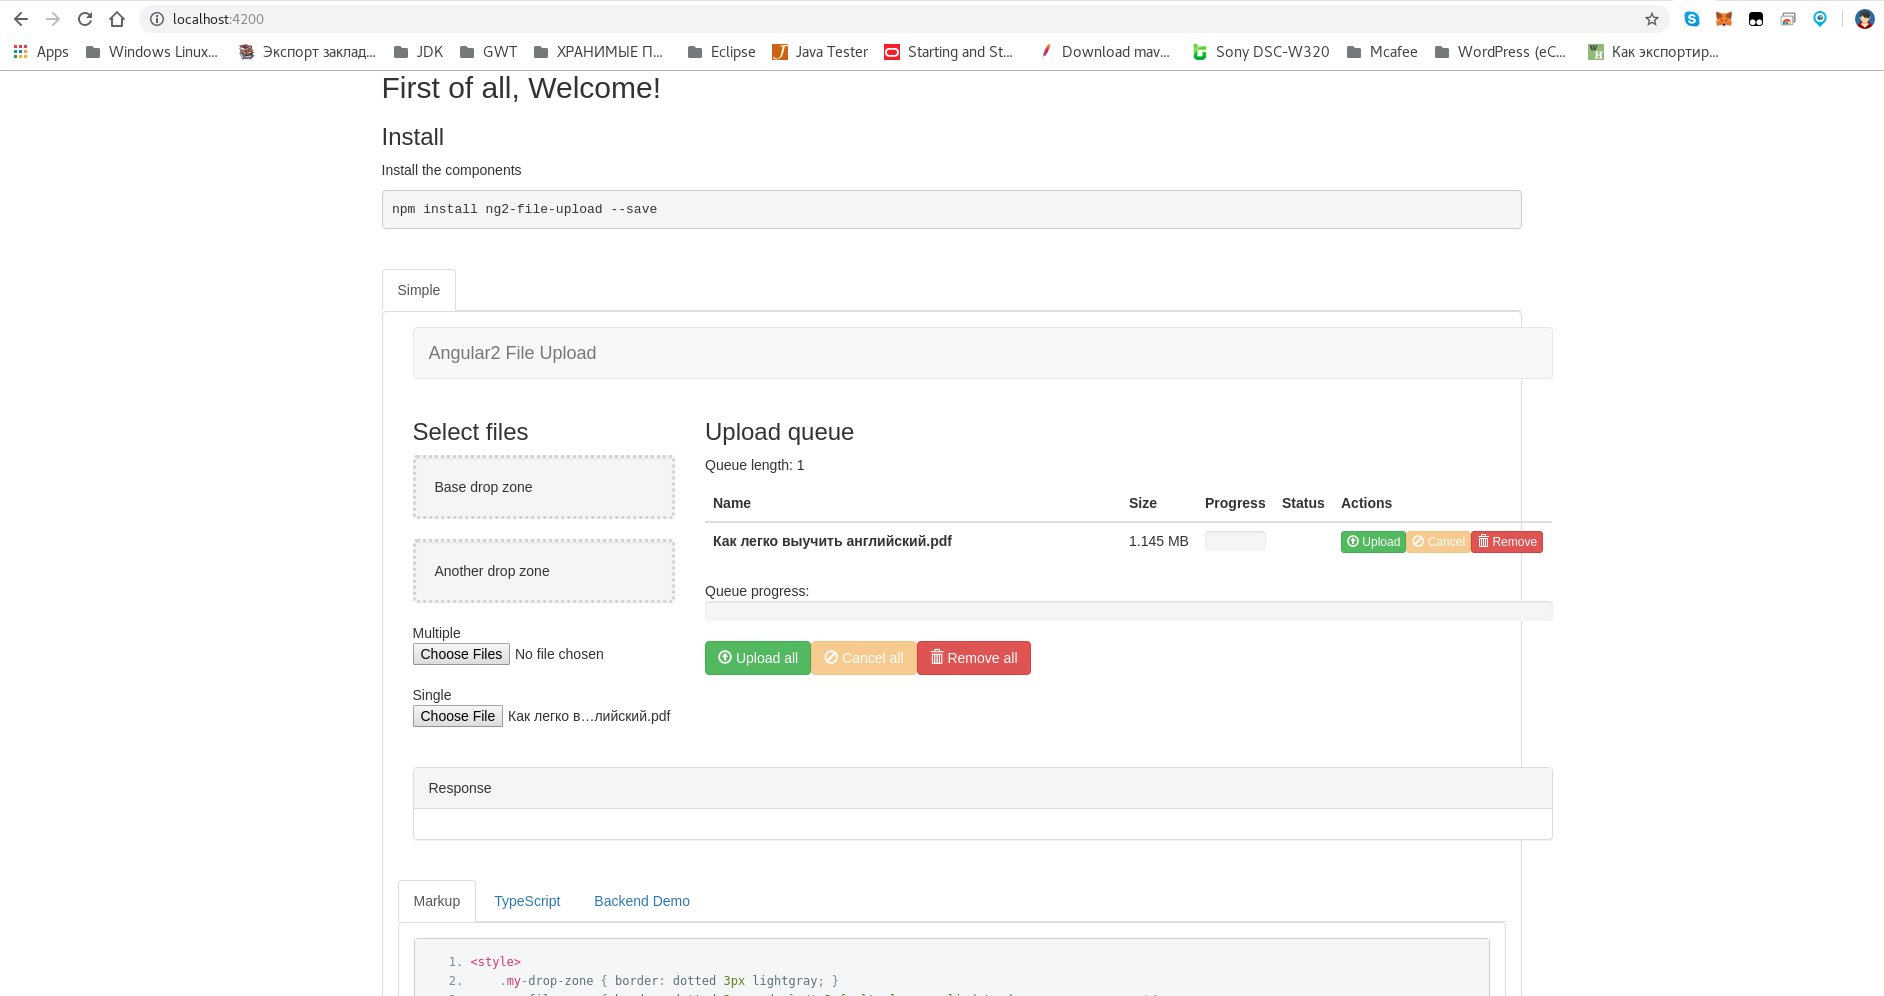 localhost:4200
Apps Windows Linux... Экспорт заклад... JDK GWT ХРАНИМЫЕ П... Eclipse Java Tester Starting and St... Download mav... Sony DSC-W320 Mcafee WordPress (eC... Как экспортир...
First of all, Welcome!
Install
Install the components
npm install ng2-file-upload --save
Simple
Angular2 File Upload
Select files
Base drop zone
Another drop zone
Multiple
Choose Files No file chosen
Single
Choose File Как легко в…лийский.pdf
Upload queue
Queue length: 1
Name Size Progress Status Actions
Как легко выучить английский.pdf 1.145 MB Upload Cancel Remove
Queue progress:
Upload all Cancel all Remove all
Response
Markup TypeScript Backend Demo
1. <style>
2. .my-drop-zone { border: dotted 3px lightgray; }